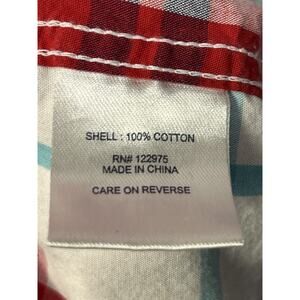 SHELL : 100% COTTON
RN# 122975
MADE IN CHINA
CARE ON REVERSE